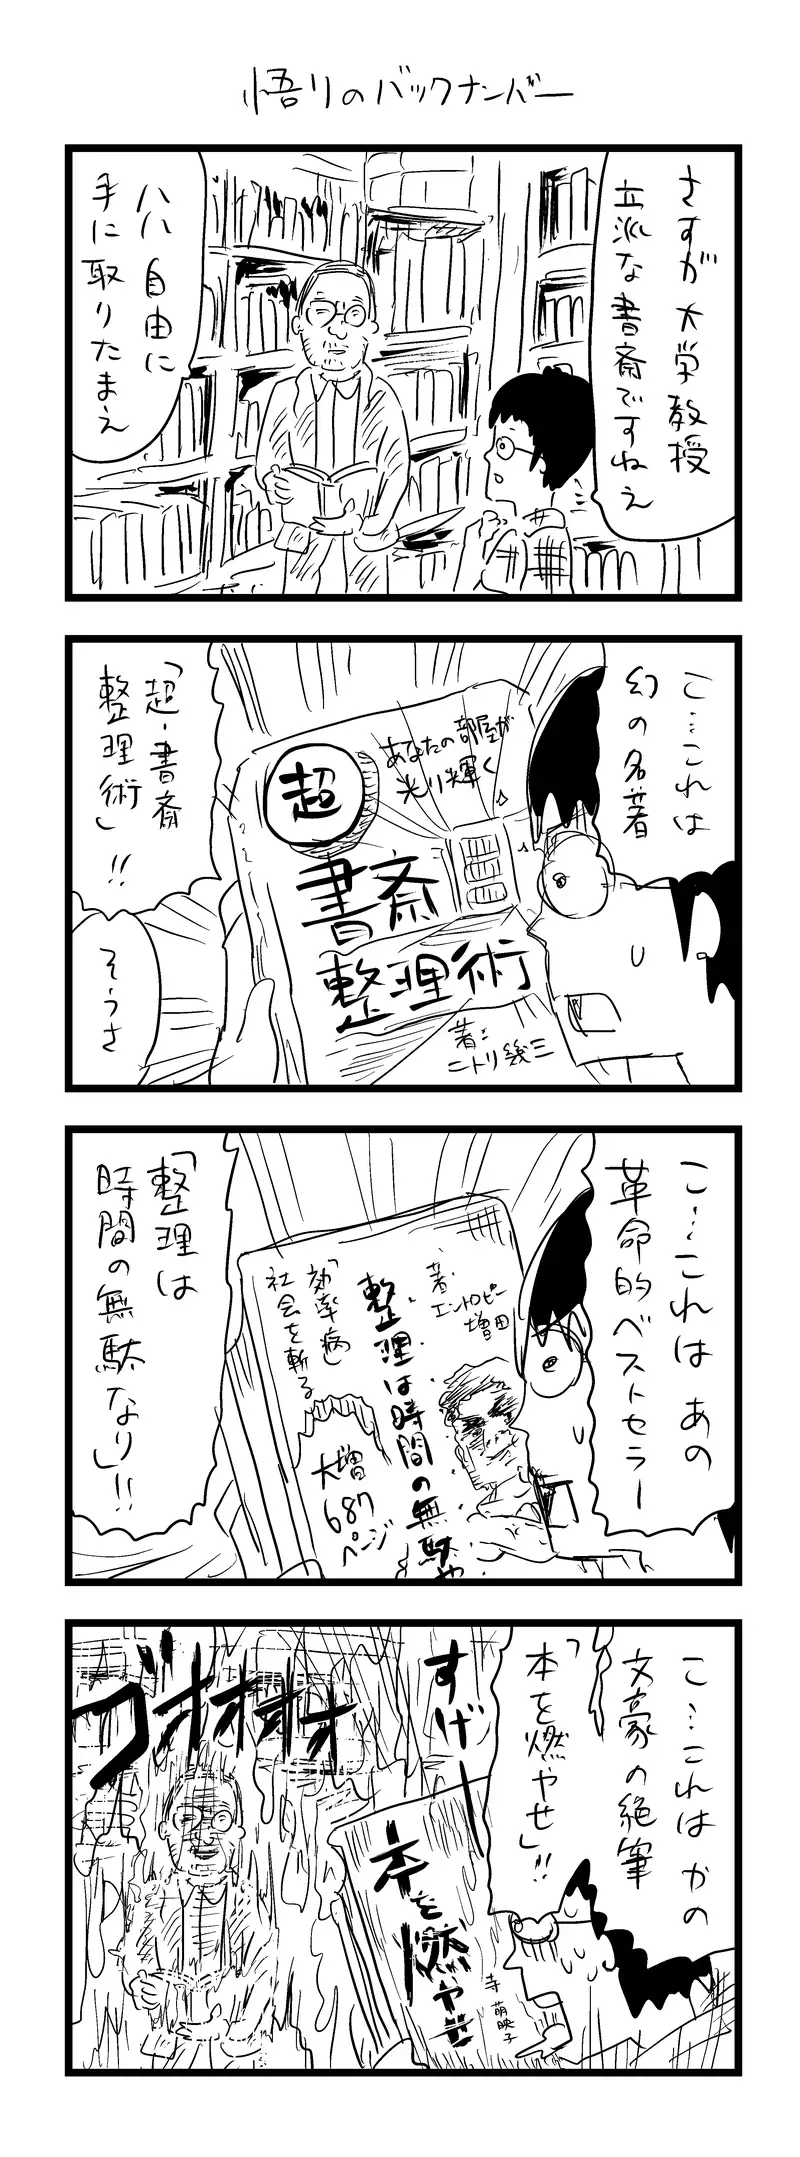 悟りのバックナンバー
さすが大学教授
立派な書斎ですねえ
ハハ自由に
手に取りたまえ
こ…これは
幻の名著
「超・書斎
整理術」!!
そうさ
超
あなたの部屋が
光り輝く
書斎
整理術
著:
ニトリ幾三
こ…これはあの
革命的ベストセラー
「整理は
時間の無駄なり」!!
著.
エントロピー
増田
整理は時間の無駄や
「効率病」
社会を斬る
大増
687
ページ
こ…これはかの
文豪の絶筆
「本を燃やせ」!!
すげー
本を燃やせ
寺萌映子
ゴオオオオ